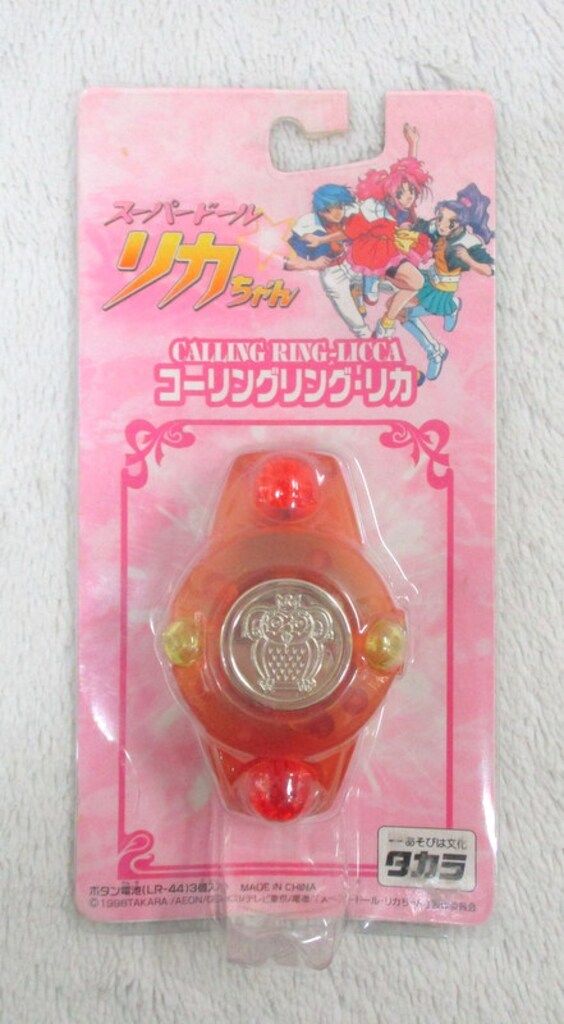 スーパードール
リカちゃん
CALLING RING-LICCA
コーリングリング・リカ
あそびは文化
タカラ
ボタン電池(LR-44)3個入り MADE IN CHINA
©1998TAKARA/AEON/